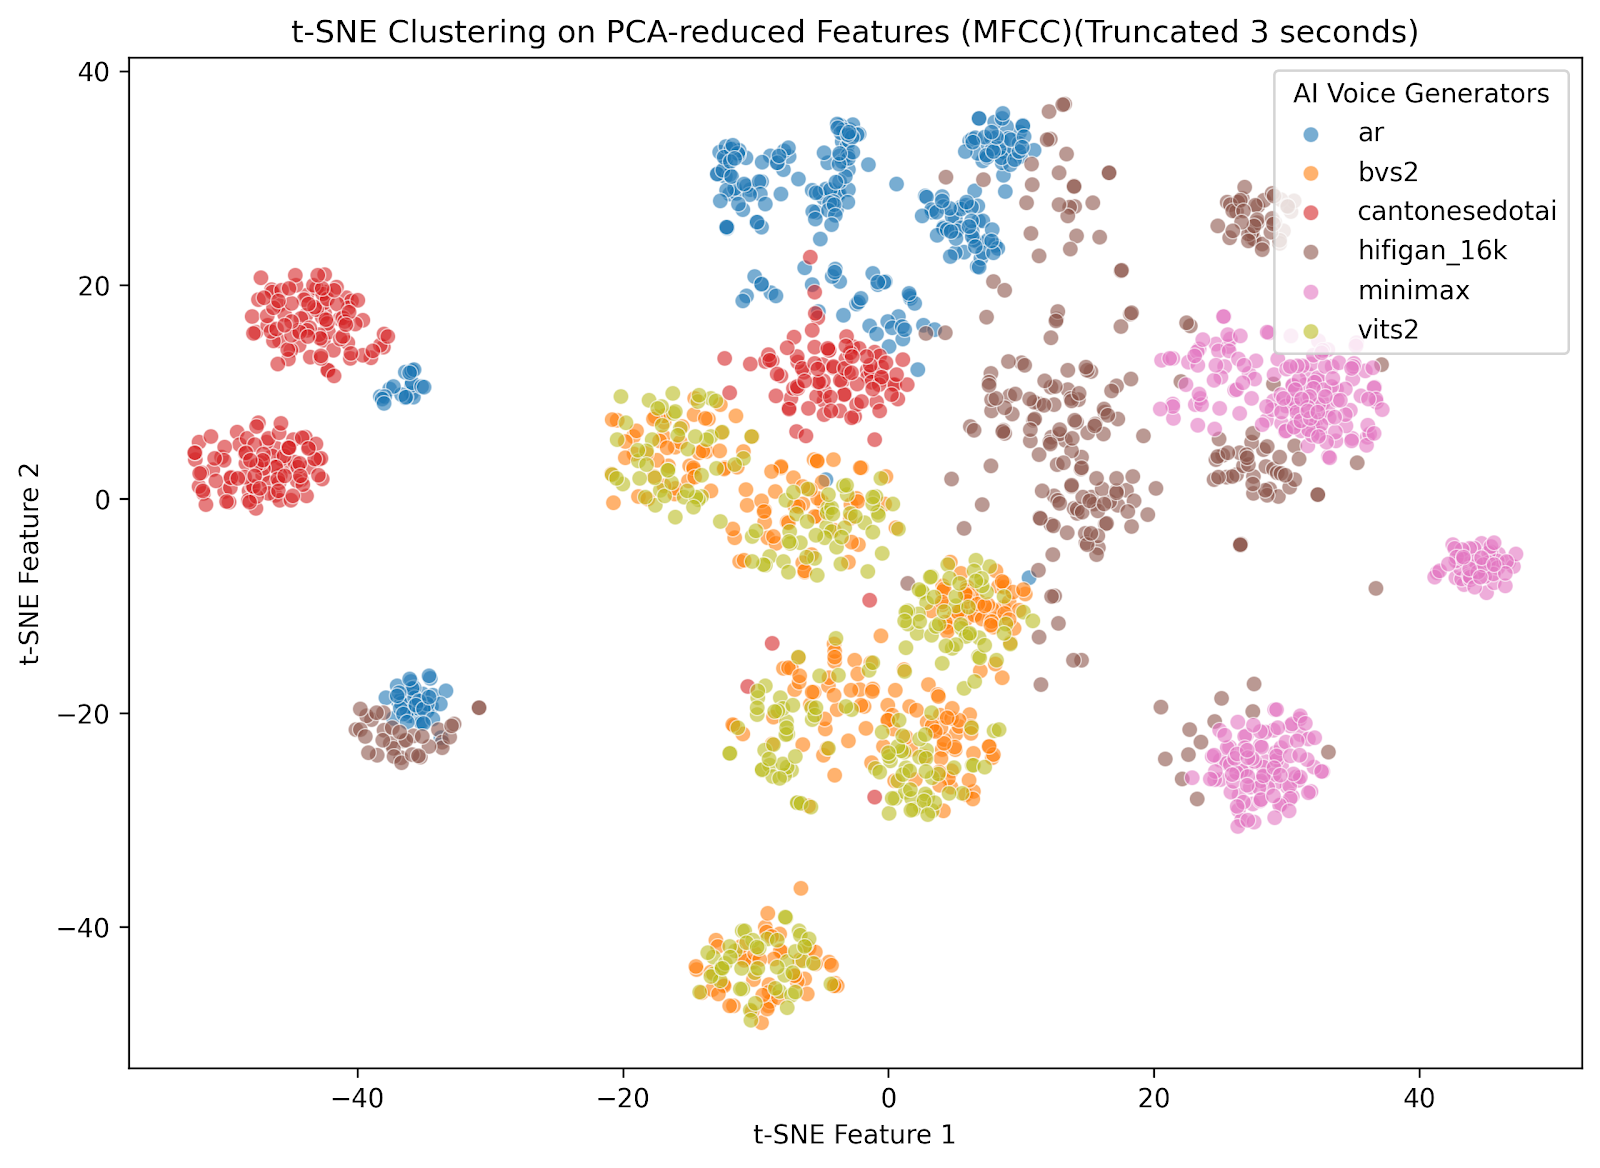 t-SNE Clustering on PCA-reduced Features (MFCC)(Truncated 3 seconds)
AI Voice Generators
ar
bvs2
cantonesedotai
hifigan_16k
minimax
vits2
t-SNE Feature 2
40
20
0
−20
−40
−40
−20
0
20
40
t-SNE Feature 1